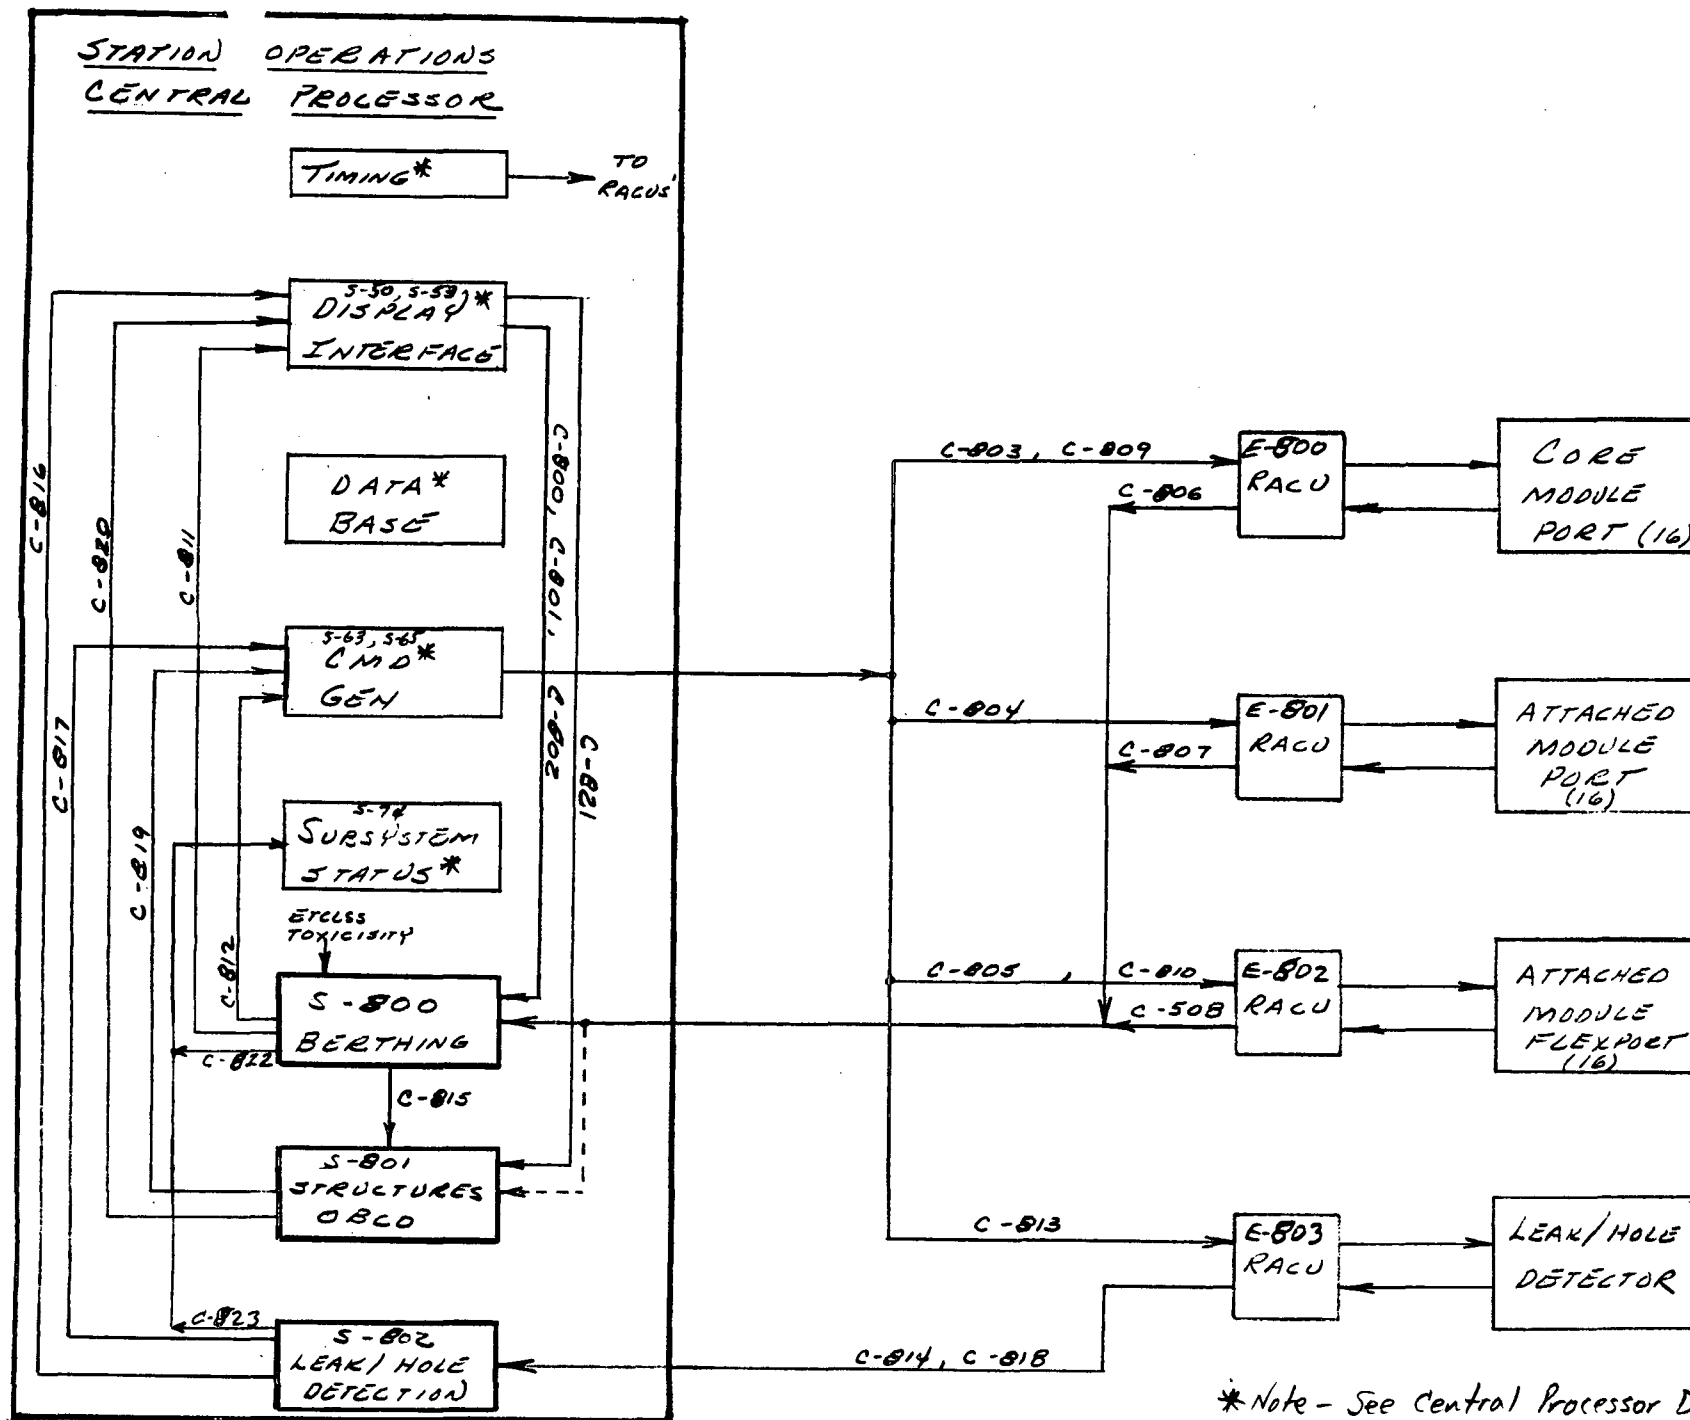 STATION OPERATIONS
CENTRAL PROCESSOR
TIMING*
TO
RACUS'
S-50, S-53
DISPLAY*
INTERFACE
DATA*
BASE
S-63, S-65
CMD*
GEN
S-74
SUBSYSTEM
STATUS*
ETCLSS
TOXICISITY
S-800
BERTHING
C-815
S-801
STRUCTURES
OBCO
S-802
LEAK/HOLE
DETECTION
C-816
C-820
C-811
C-817
C-819
C-812
C-822
C-823
C-800, C-801, C-802
C-821
C-803, C-809
C-806
E-800
RACU
CORE
MODULE
PORT (16)
C-804
C-807
E-801
RACU
ATTACHED
MODULE
PORT
(16)
C-805, C-810
C-508
E-802
RACU
ATTACHED
MODULE
FLEXPORT
(16)
C-813
E-803
RACU
LEAK/HOLE
DETECTOR
C-814, C-818
*Note - See Central Processor D